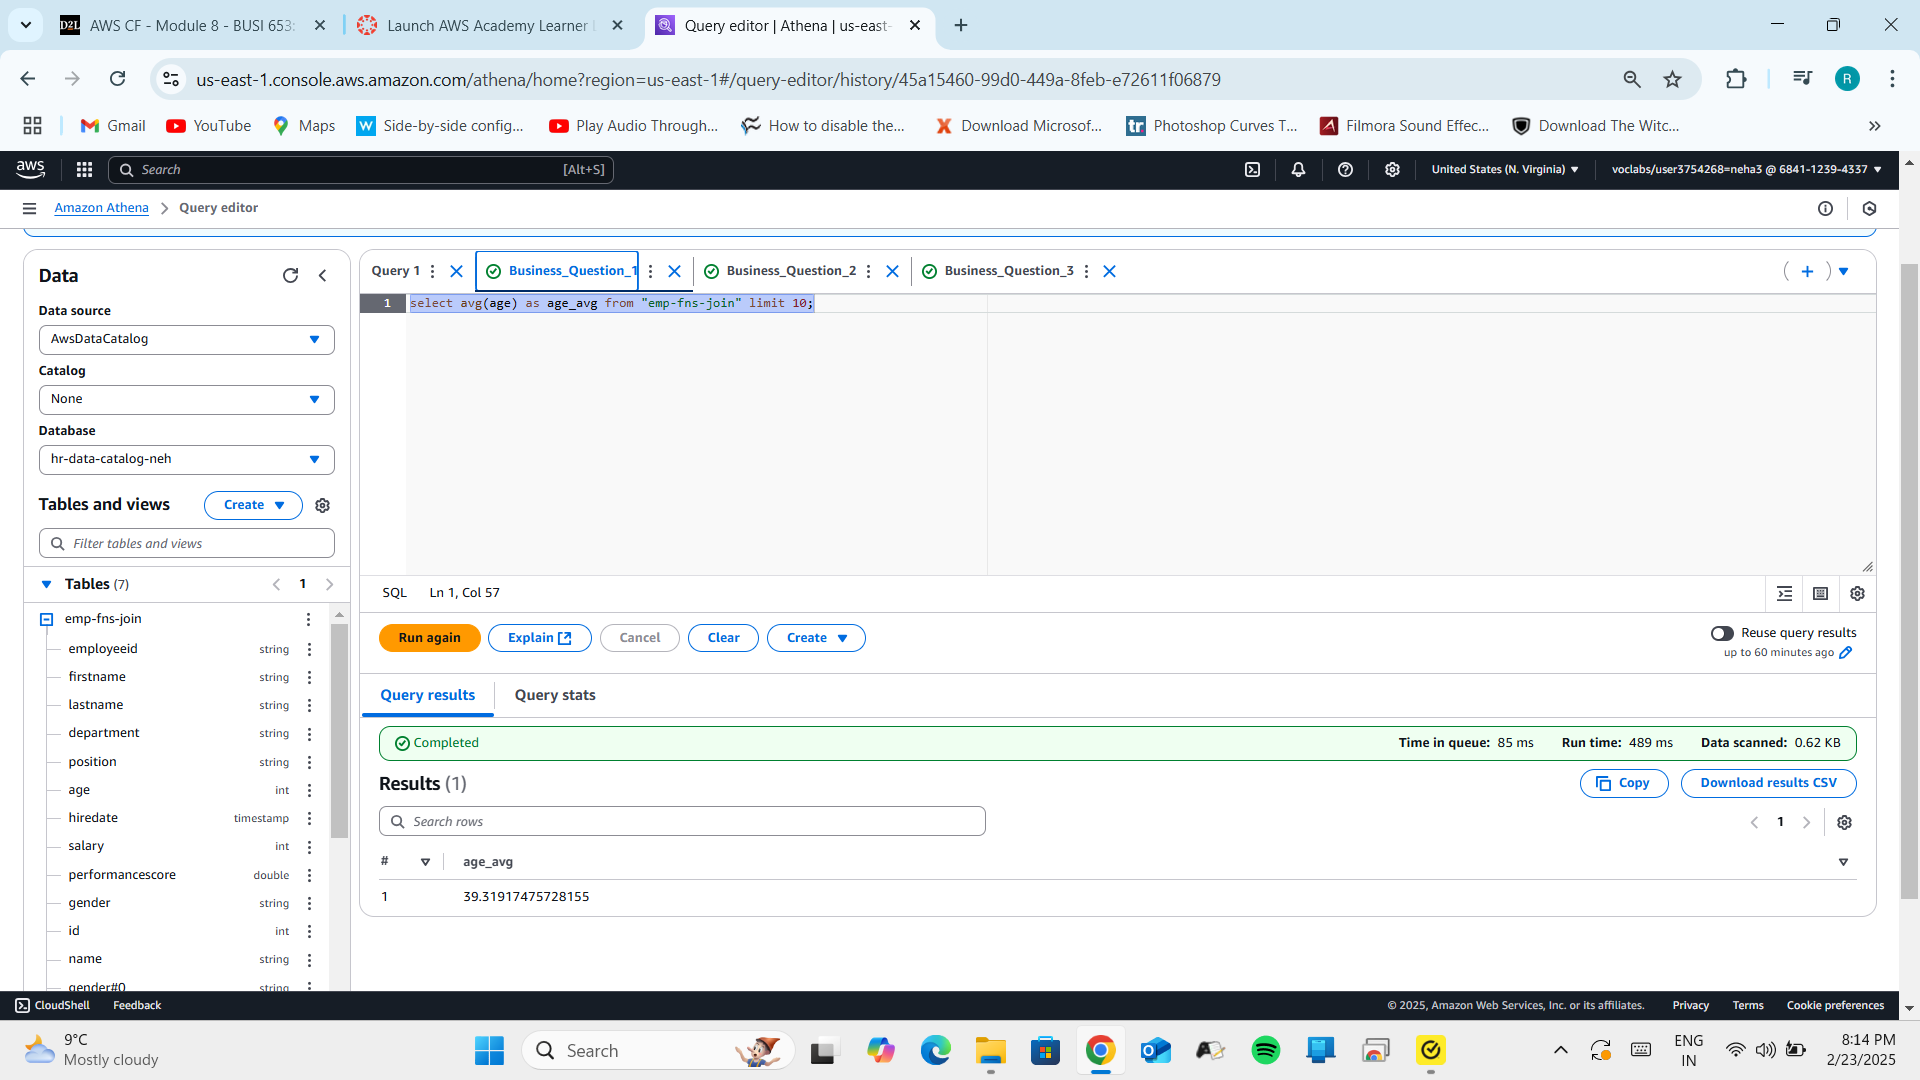 AWS CF - Module 8 - BUSI 653:
Launch AWS Academy Learner L
Query editor | Athena | us-east-
us-east-1.console.aws.amazon.com/athena/home?region=us-east-1#/query-editor/history/45a15460-99d0-449a-8feb-e72611f06879
R
Gmail
YouTube
Maps
Side-by-side config...
Play Audio Through...
How to disable the...
Download Microsof...
Photoshop Curves T...
Filmora Sound Effec...
Download The Witc...
aws
Search
[Alt+S]
United States (N. Virginia)
voclabs/user3754268=neha3 @ 6841-1239-4337
Amazon Athena
Query editor
Data
Data source
AwsDataCatalog
Catalog
None
Database
hr-data-catalog-neh
Tables and views
Create
Filter tables and views
Tables (7)
1
emp-fns-join
employeeid string
firstname string
lastname string
department string
position string
age int
hiredate timestamp
salary int
performancescore double
gender string
id int
name string
gender#0 string
Query 1
Business_Question_1
Business_Question_2
Business_Question_3
1 select avg(age) as age_avg from "emp-fns-join" limit 10;
SQL Ln 1, Col 57
Run again
Explain
Cancel
Clear
Create
Reuse query results
up to 60 minutes ago
Query results
Query stats
Completed
Time in queue: 85 ms
Run time: 489 ms
Data scanned: 0.62 KB
Results (1)
Copy
Download results CSV
Search rows
1
# age_avg
1 39.31917475728155
CloudShell
Feedback
© 2025, Amazon Web Services, Inc. or its affiliates.
Privacy
Terms
Cookie preferences
9°C
Mostly cloudy
Search
ENG
IN
8:14 PM
2/23/2025